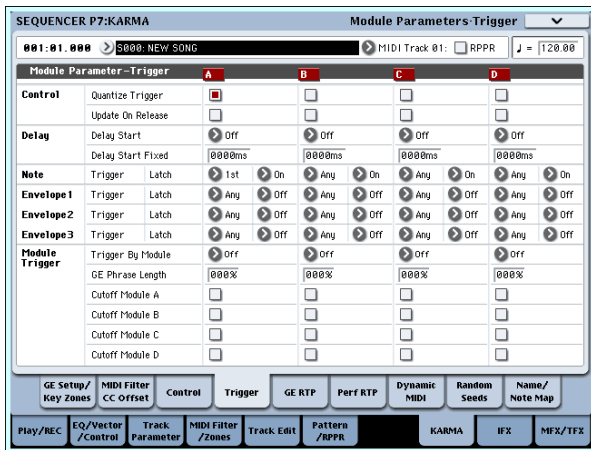 SEQUENCER P7:KARMA Module Parameters-Trigger
001:01.000 S000: NEW SONG MIDI Track 01: RPPR ♩ = 120.00
Module Parameter-Trigger A B C D
Control Quantize Trigger
Update On Release
Delay Delay Start Off Off Off Off
Delay Start Fixed 0000ms 0000ms 0000ms 0000ms
Note Trigger Latch 1st On Any On Any On Any On
Envelope1 Trigger Latch Any Off Any Off Any Off Any Off
Envelope2 Trigger Latch Any Off Any Off Any Off Any Off
Envelope3 Trigger Latch Any Off Any Off Any Off Any Off
Module Trigger Trigger By Module Off Off Off Off
GE Phrase Length 000% 000% 000% 000%
Cutoff Module A
Cutoff Module B
Cutoff Module C
Cutoff Module D
GE Setup/ Key Zones MIDI Filter CC Offset Control Trigger GE RTP Perf RTP Dynamic MIDI Random Seeds Name/ Note Map
Play/REC EQ/Vector /Control Track Parameter MIDI Filter /Zones Track Edit Pattern /RPPR KARMA IFX MFX/TFX